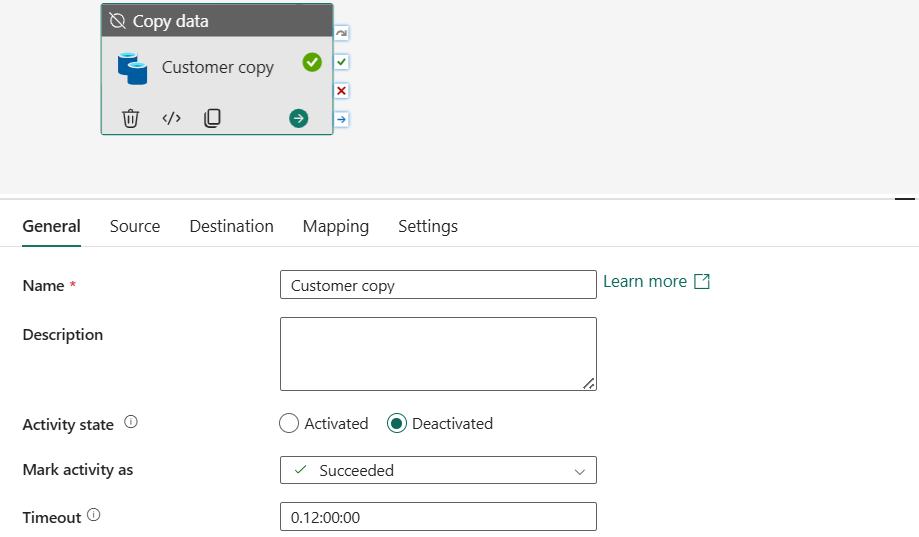 Copy data
Customer copy
General Source Destination Mapping Settings
Name * Customer copy Learn more
Description
Activity state Activated Deactivated
Mark activity as Succeeded
Timeout 0.12:00:00